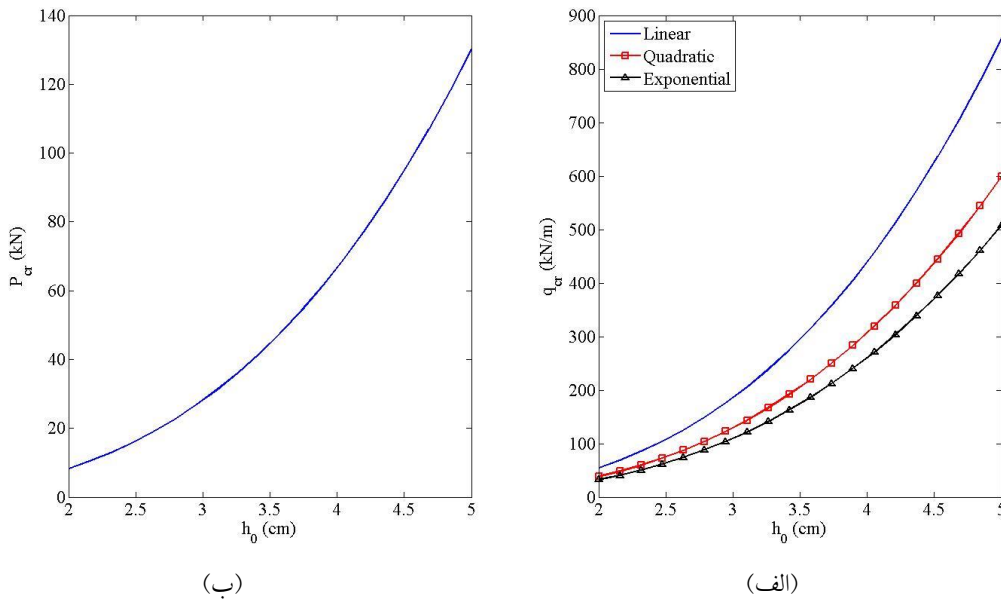 140
120
100
80
60
40
20
0
P_cr (kN)
2 2.5 3 3.5 4 4.5 5
h_0 (cm)
(ب)
900
800
700
600
500
400
300
200
100
0
q_cr (kN/m)
Linear
Quadratic
Exponential
2 2.5 3 3.5 4 4.5 5
h_0 (cm)
(الف)